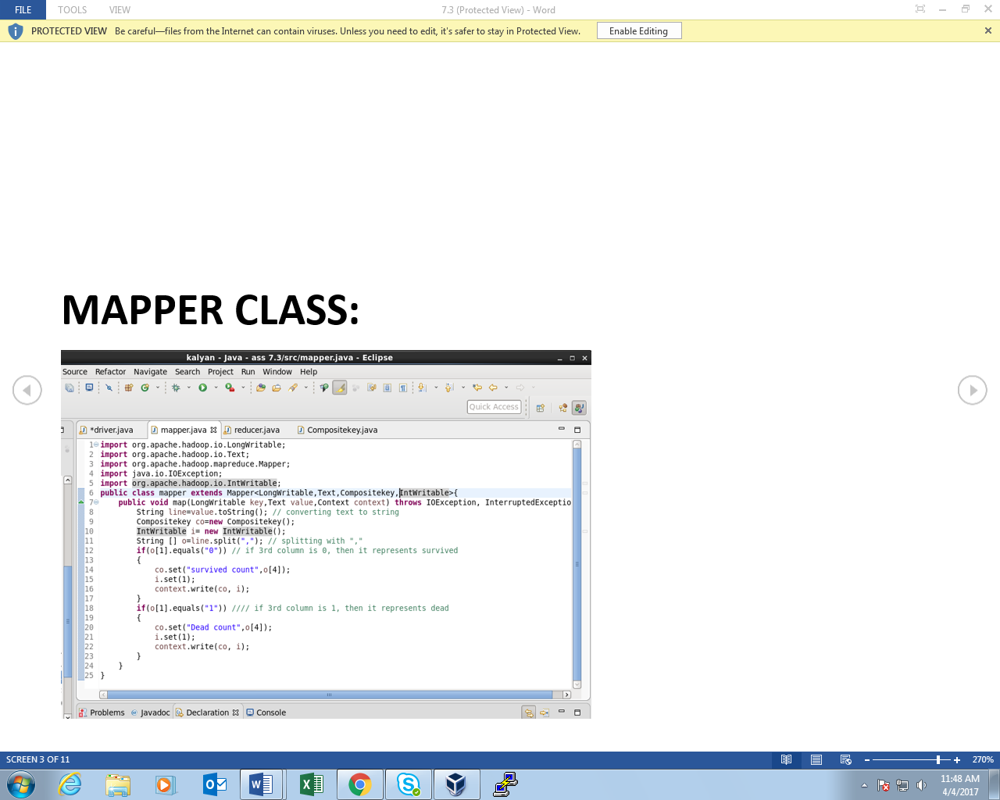 FILE TOOLS VIEW 7.3 (Protected View) - Word
PROTECTED VIEW Be careful—files from the Internet can contain viruses. Unless you need to edit, it's safer to stay in Protected View. Enable Editing
MAPPER CLASS:
kalyan - Java - ass 7.3/src/mapper.java - Eclipse
Source Refactor Navigate Search Project Run Window Help
Quick Access
*driver.java mapper.java reducer.java Compositekey.java
1 import org.apache.hadoop.io.LongWritable;
2 import org.apache.hadoop.io.Text;
3 import org.apache.hadoop.mapreduce.Mapper;
4 import java.io.IOException;
5 import org.apache.hadoop.io.IntWritable;
6 public class mapper extends Mapper<LongWritable,Text,Compositekey,IntWritable>{
7 public void map(LongWritable key,Text value,Context context) throws IOException, InterruptedExceptio
8 String line=value.toString(); // converting text to string
9 Compositekey co=new Compositekey();
10 IntWritable i= new IntWritable();
11 String [] o=line.split(","); // splitting with ","
12 if(o[1].equals("0")) // if 3rd column is 0, then it represents survived
13 {
14 co.set("survived count",o[4]);
15 i.set(1);
16 context.write(co, i);
17 }
18 if(o[1].equals("1")) //// if 3rd column is 1, then it represents dead
19 {
20 co.set("Dead count",o[4]);
21 i.set(1);
22 context.write(co, i);
23 }
24 }
25 }
Problems Javadoc Declaration Console
SCREEN 3 OF 11 270%
11:48 AM
4/4/2017